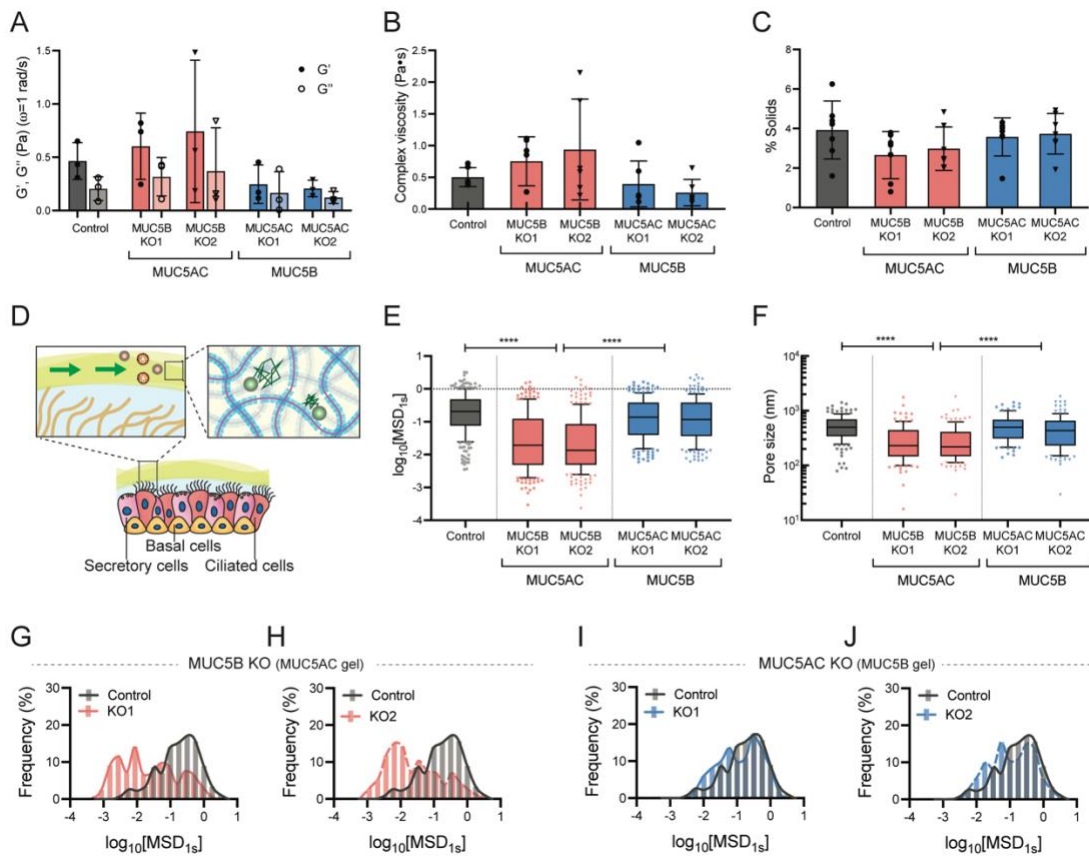 A
G', G'' (Pa) (ω=1 rad/s)
1.5
1.0
0.5
0.0
G'
G''
Control
MUC5B KO1
MUC5B KO2
MUC5AC KO1
MUC5AC KO2
MUC5AC
MUC5B
B
Complex viscosity (Pa•s)
2.5
2.0
1.5
1.0
0.5
0.0
Control
MUC5B KO1
MUC5B KO2
MUC5AC KO1
MUC5AC KO2
MUC5AC
MUC5B
C
% Solids
8
6
4
2
0
Control
MUC5B KO1
MUC5B KO2
MUC5AC KO1
MUC5AC KO2
MUC5AC
MUC5B
D
Basal cells
Secretory cells
Ciliated cells
E
log10[MSD1s]
1
0
-1
-2
-3
-4
****
****
Control
MUC5B KO1
MUC5B KO2
MUC5AC KO1
MUC5AC KO2
MUC5AC
MUC5B
F
Pore size (nm)
10^4
10^3
10^2
10^1
****
****
Control
MUC5B KO1
MUC5B KO2
MUC5AC KO1
MUC5AC KO2
MUC5AC
MUC5B
G
H
MUC5B KO (MUC5AC gel)
Frequency (%)
30
20
10
0
Control
KO1
-4 -3 -2 -1 0 1
log10[MSD1s]
Frequency (%)
30
20
10
0
Control
KO2
-4 -3 -2 -1 0 1
log10[MSD1s]
I
J
MUC5AC KO (MUC5B gel)
Frequency (%)
30
20
10
0
Control
KO1
-4 -3 -2 -1 0 1
log10[MSD1s]
Frequency (%)
30
20
10
0
Control
KO2
-4 -3 -2 -1 0 1
log10[MSD1s]